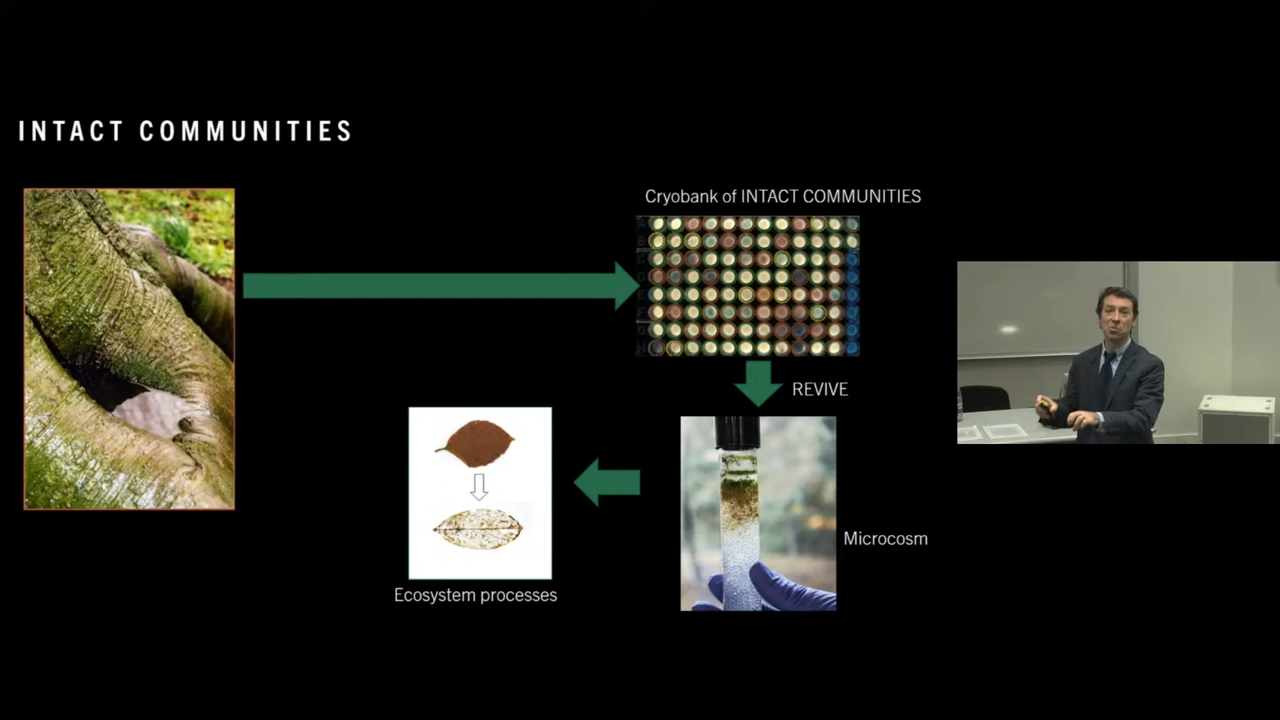 INTACT COMMUNITIES
Cryobank of INTACT COMMUNITIES
REVIVE
Microcosm
Ecosystem processes